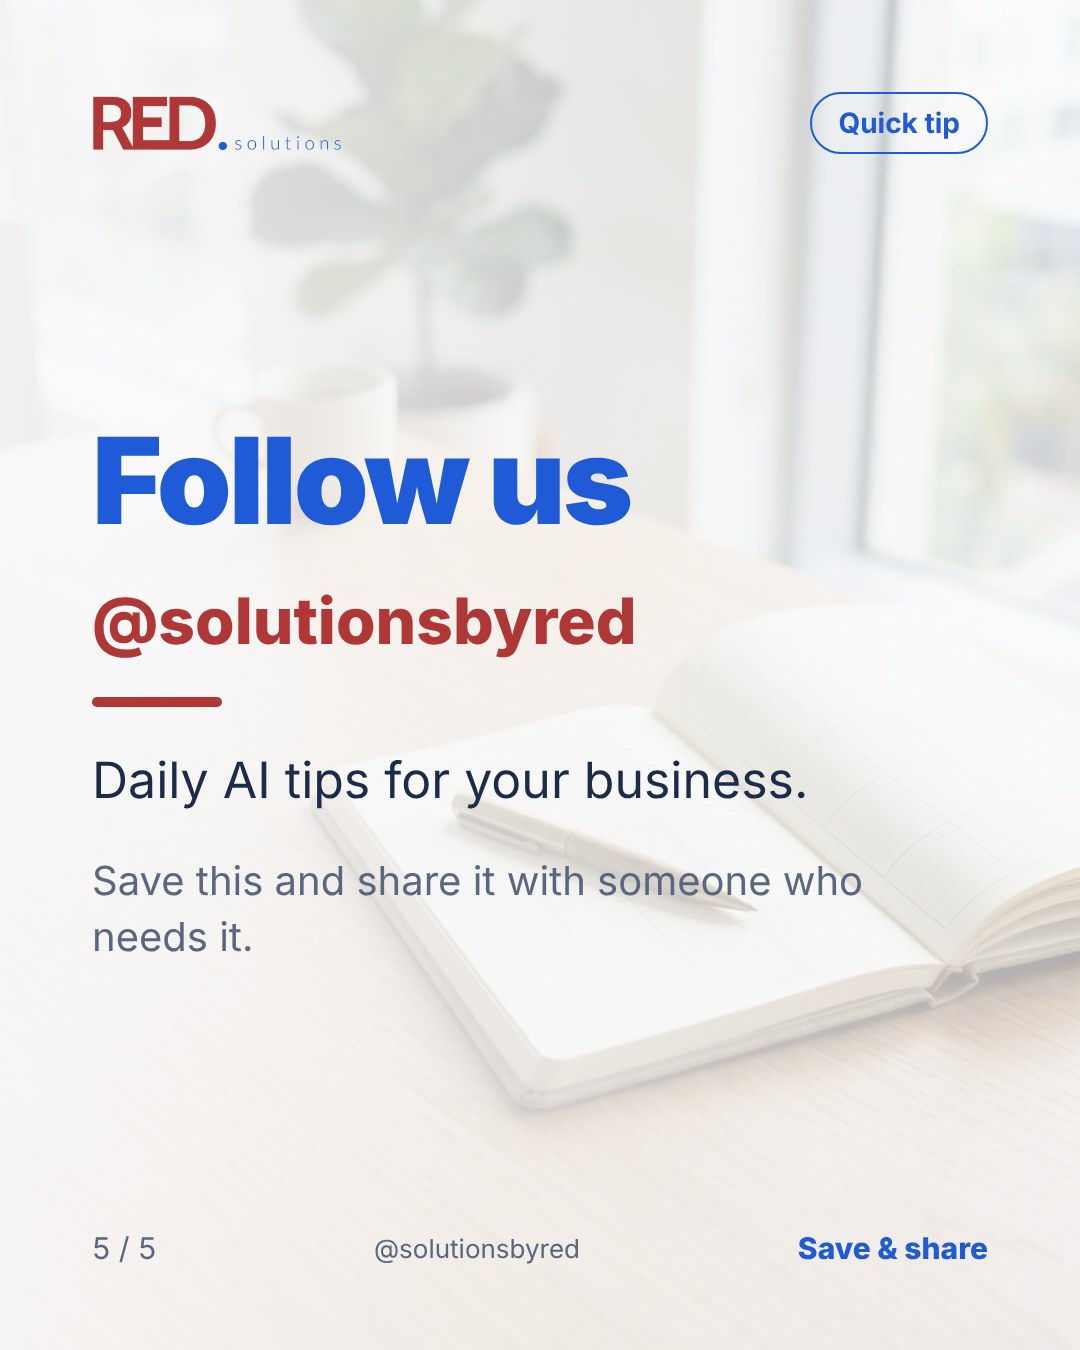 RED.solutions
Quick tip
Follow us
@solutionsbyred
Daily AI tips for your business.
Save this and share it with someone who
needs it.
5 / 5
@solutionsbyred
Save & share